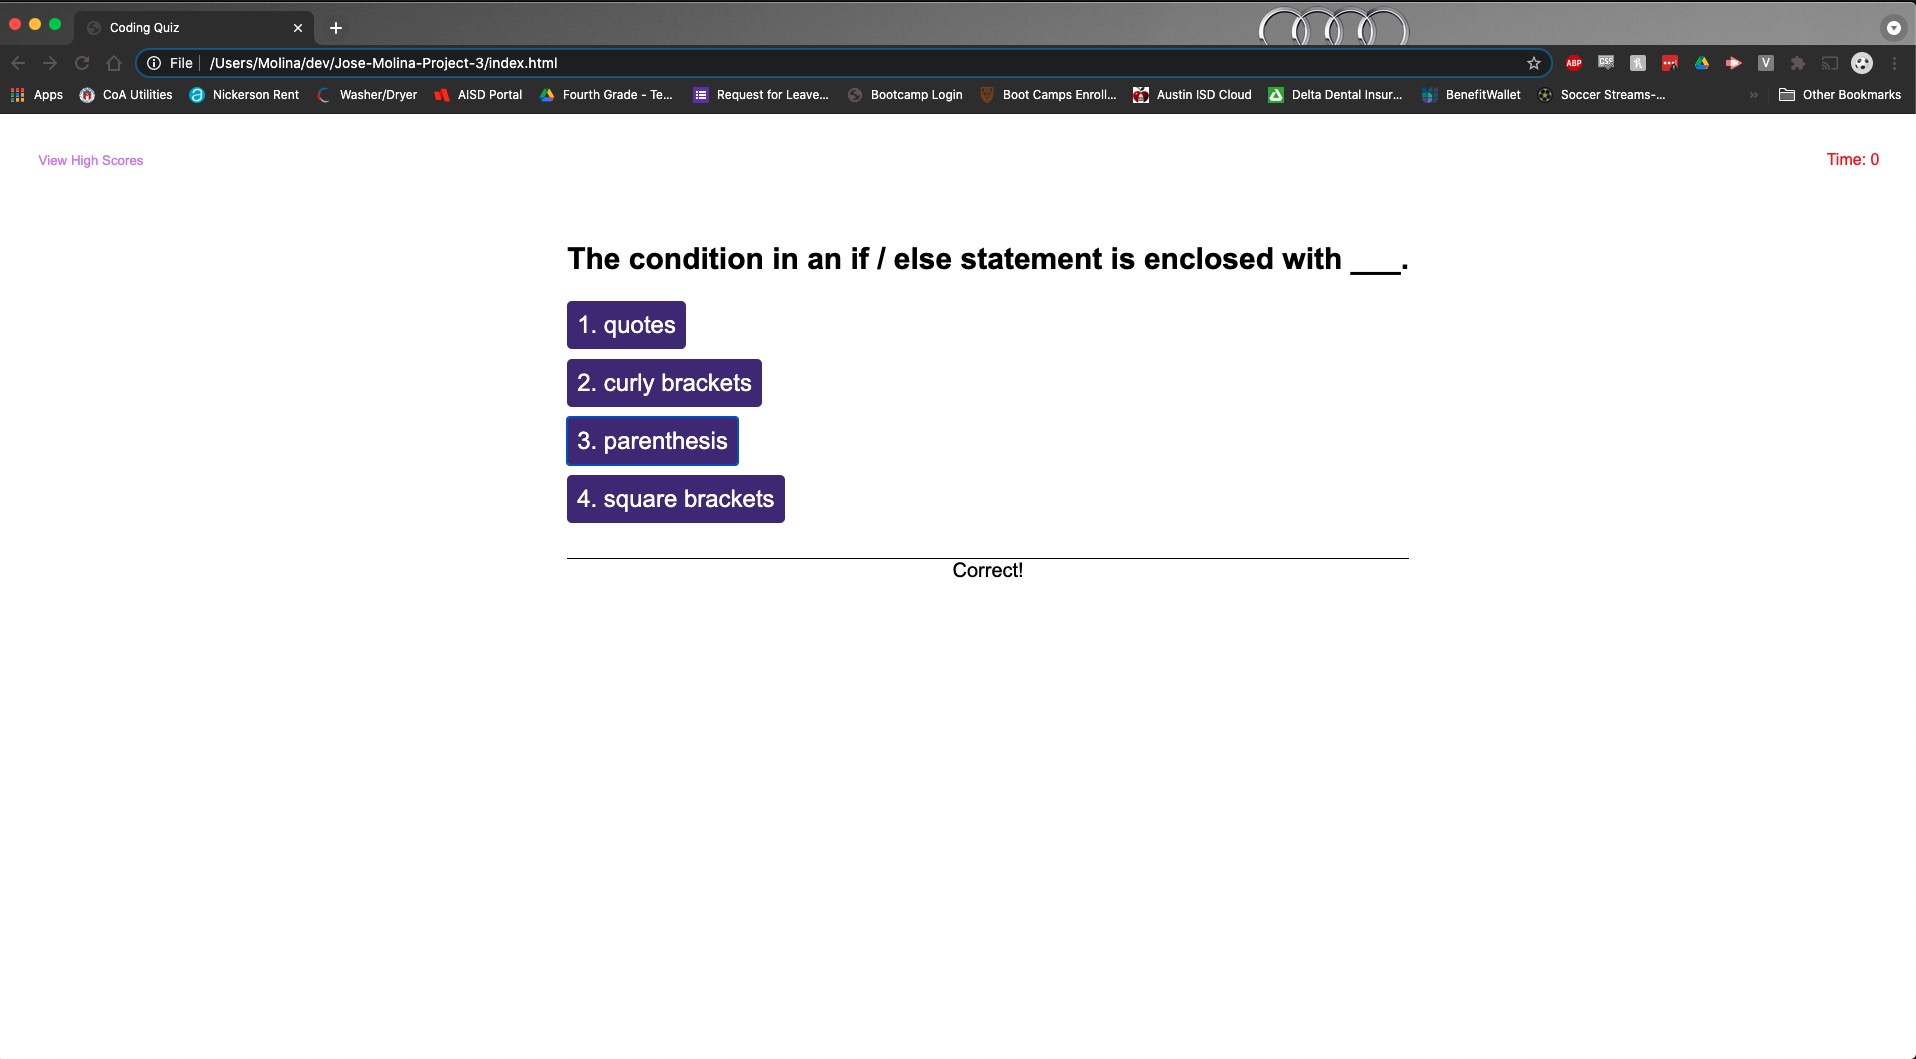 Coding Quiz
File /Users/Molina/dev/Jose-Molina-Project-3/index.html
ABP
Apps CoA Utilities Nickerson Rent Washer/Dryer AISD Portal Fourth Grade - Te... Request for Leave... Bootcamp Login Boot Camps Enroll... Austin ISD Cloud Delta Dental Insur... BenefitWallet Soccer Streams-... » Other Bookmarks
View High Scores
Time: 0
The condition in an if / else statement is enclosed with ___.
1. quotes
2. curly brackets
3. parenthesis
4. square brackets
Correct!